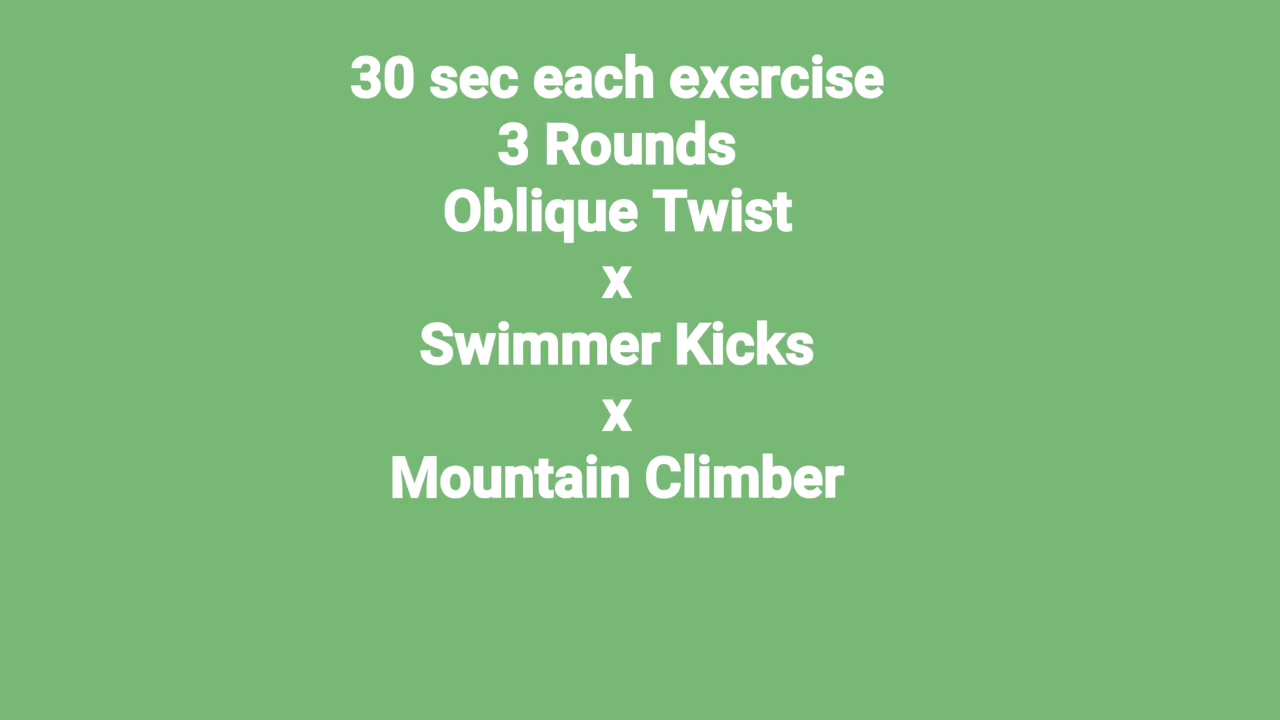 30 sec each exercise
3 Rounds
Oblique Twist
x
Swimmer Kicks
x
Mountain Climber